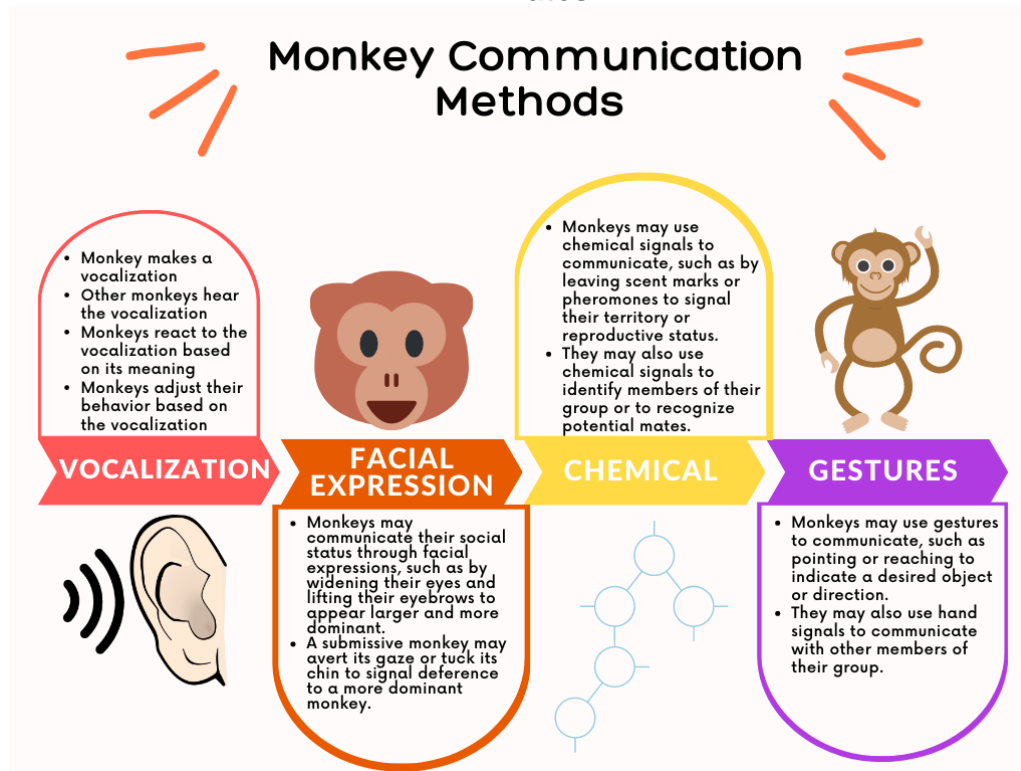 Monkey Communication
Methods
• Monkey makes a
vocalization
• Other monkeys hear
the vocalization
• Monkeys react to the
vocalization based
on its meaning
• Monkeys adjust their
behavior based on
the vocalization
VOCALIZATION
FACIAL
EXPRESSION
• Monkeys may
communicate their social
status through facial
expressions, such as by
widening their eyes and
lifting their eyebrows to
appear larger and more
dominant.
• A submissive monkey may
avert its gaze or tuck its
chin to signal deference
to a more dominant
monkey.
• Monkeys may use
chemical signals to
communicate, such as by
leaving scent marks or
pheromones to signal
their territory or
reproductive status.
• They may also use
chemical signals to
identify members of their
group or to recognize
potential mates.
CHEMICAL
GESTURES
• Monkeys may use gestures
to communicate, such as
pointing or reaching to
indicate a desired object
or direction.
• They may also use hand
signals to communicate
with other members of
their group.